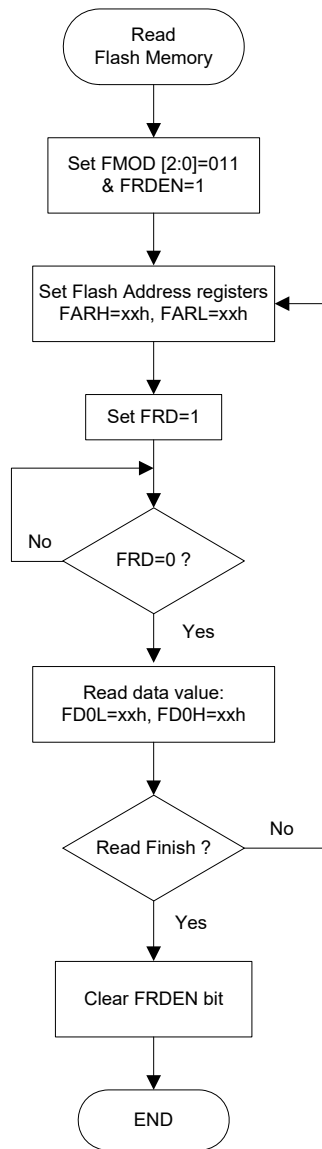 Read
Flash Memory
Set FMOD [2:0]=011
& FRDEN=1
Set Flash Address registers
FARH=xxh, FARL=xxh
Set FRD=1
No
FRD=0 ?
Yes
Read data value:
FD0L=xxh, FD0H=xxh
No
Read Finish ?
Yes
Clear FRDEN bit
END